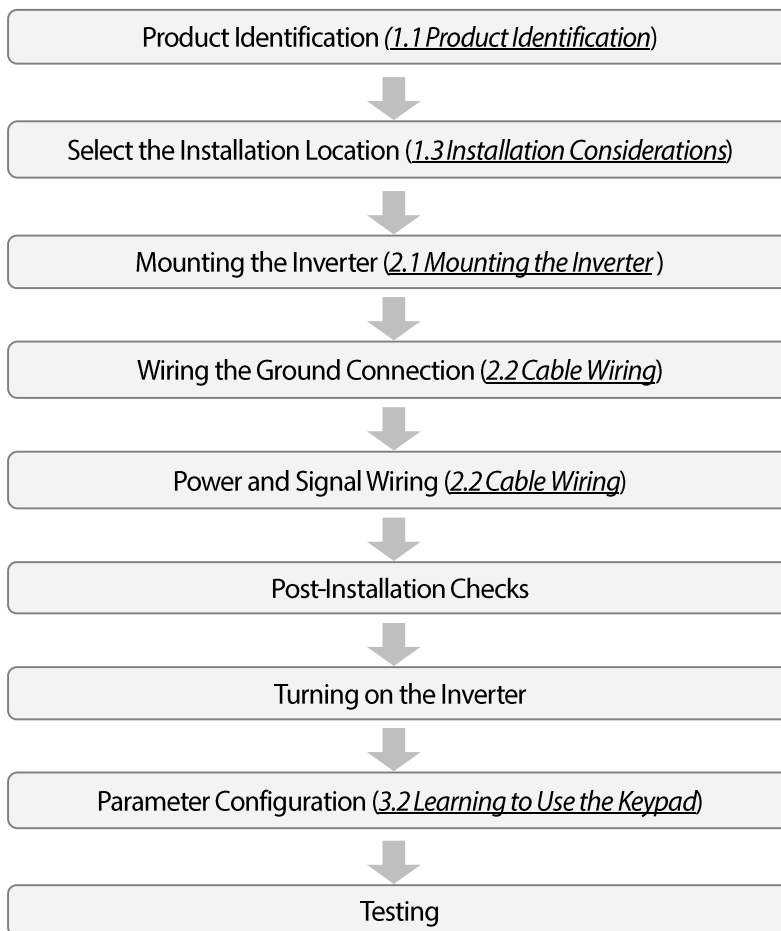 Product Identification (1.1 Product Identification)
Select the Installation Location (1.3 Installation Considerations)
Mounting the Inverter (2.1 Mounting the Inverter )
Wiring the Ground Connection (2.2 Cable Wiring)
Power and Signal Wiring (2.2 Cable Wiring)
Post-Installation Checks
Turning on the Inverter
Parameter Configuration (3.2 Learning to Use the Keypad)
Testing